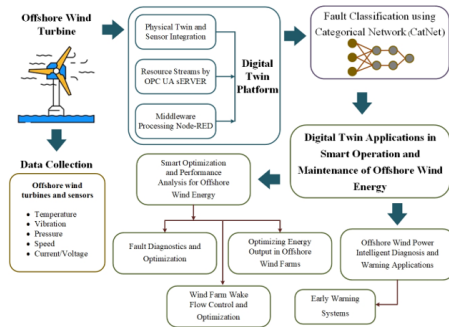 Offshore Wind
Turbine
Data Collection
Offshore wind
turbines and sensors
Temperature
Vibration
Pressure
Speed
Current/Voltage
Physical Twin and
Sensor Integration
Resource Streams by
OPC UA sERVER
Middleware
Processing Node-RED
Digital
Twin
Platform
Fault Classification using
Categorical Network (CatNet)
Digital Twin Applications in
Smart Operation and
Maintenance of Offshore Wind
Energy
Smart Optimization
and Performance
Analysis for Offshore
Wind Energy
Fault Diagnostics and
Optimization
Optimizing Energy
Output in Offshore
Wind Farms
Wind Farm Wake
Flow Control and
Optimization
Offshore Wind Power
Intelligent Diagnosis and
Warning Applications
Early Warning
Systems